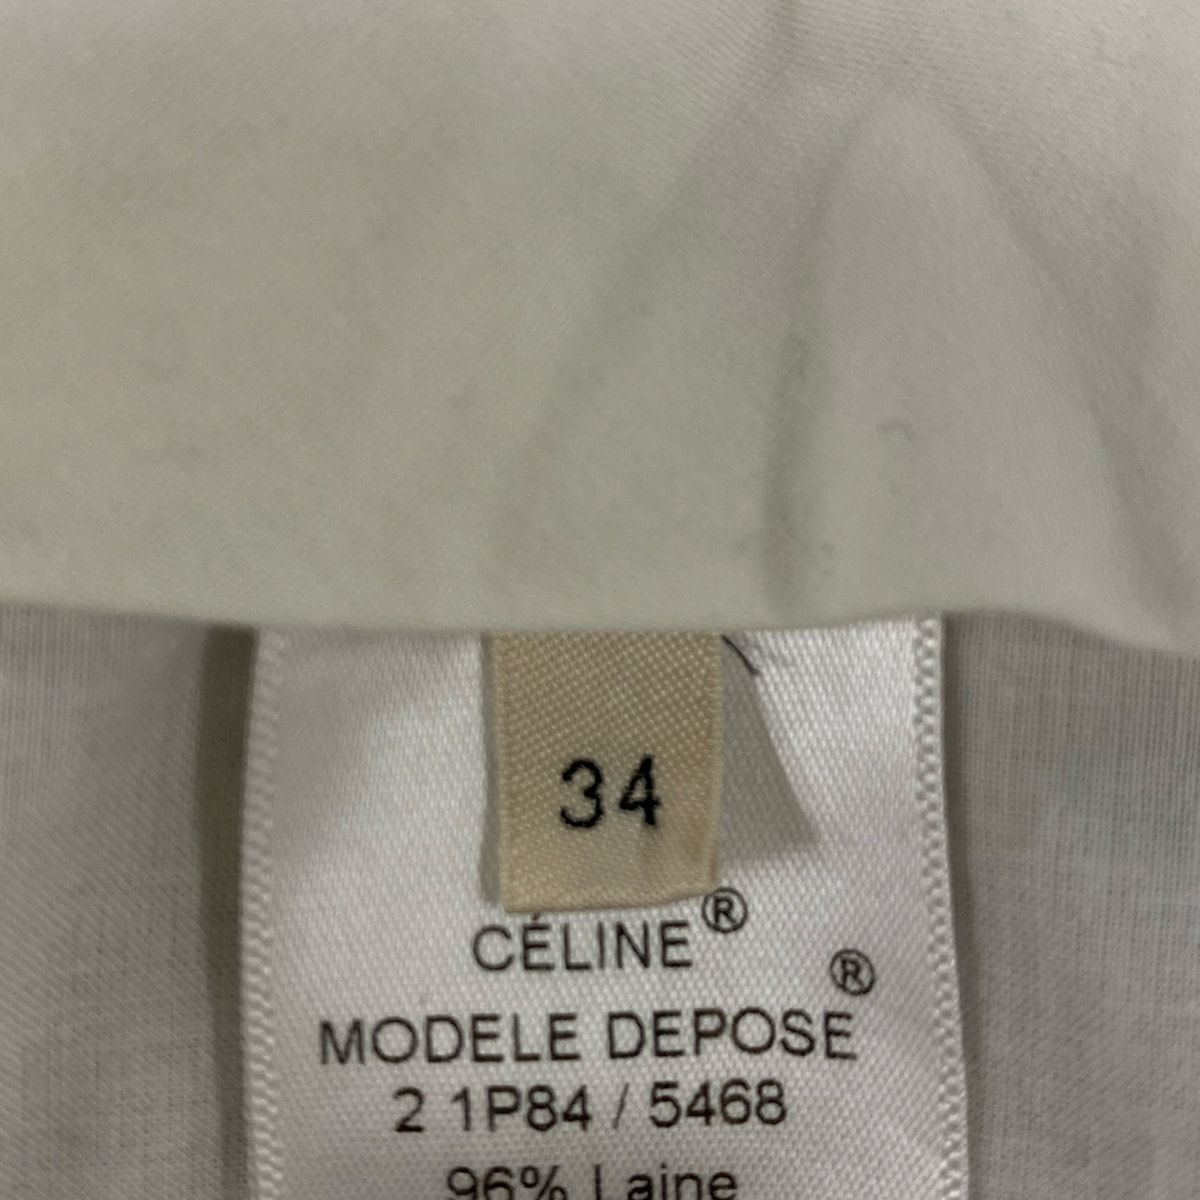 34
CÉLINE®
MODELE DEPOSE®
2 1P84 / 5468
96% Laine